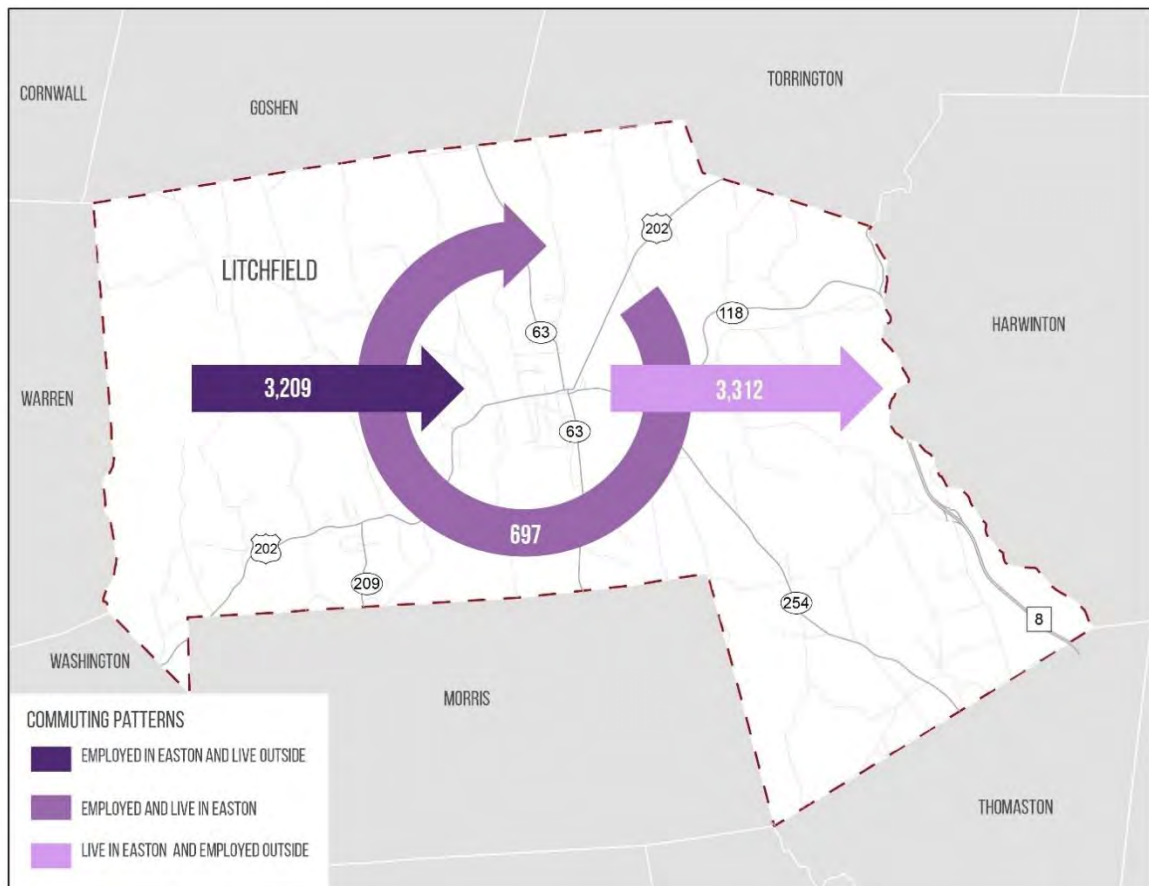 CORNWALL
GOSHEN
TORRINGTON
LITCHFIELD
202
118
63
HARWINTON
WARREN
3,209
3,312
63
697
202
209
254
8
WASHINGTON
MORRIS
THOMASTON
COMMUTING PATTERNS
EMPLOYED IN EASTON AND LIVE OUTSIDE
EMPLOYED AND LIVE IN EASTON
LIVE IN EASTON AND EMPLOYED OUTSIDE